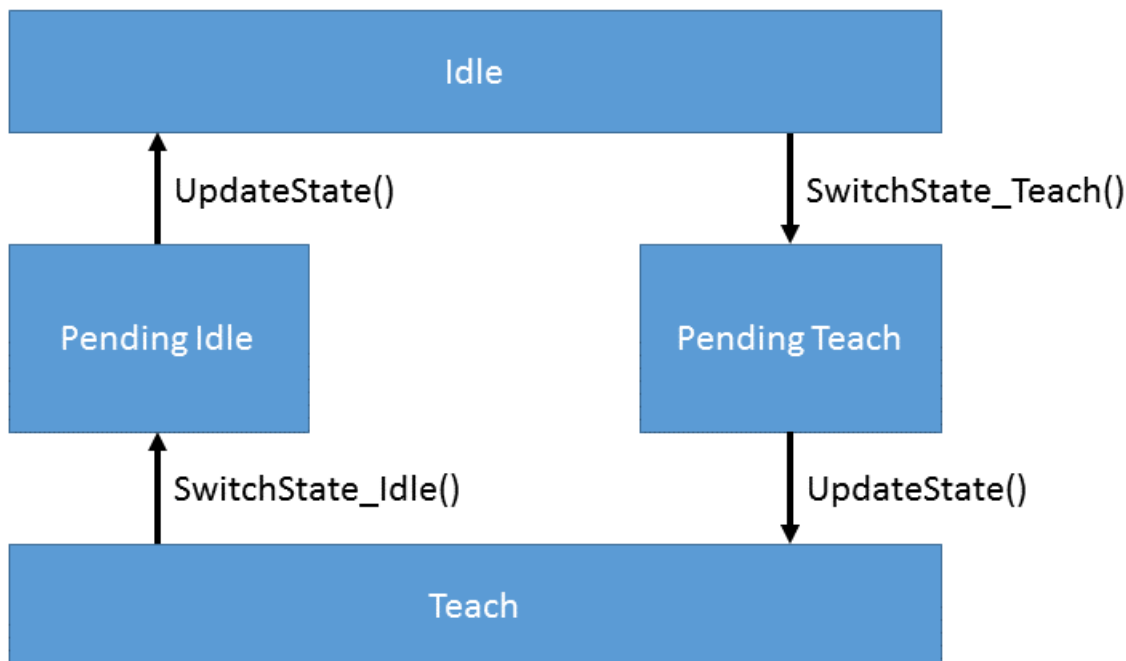 Idle
UpdateState()
SwitchState_Teach()
Pending Idle
Pending Teach
SwitchState_Idle()
UpdateState()
Teach